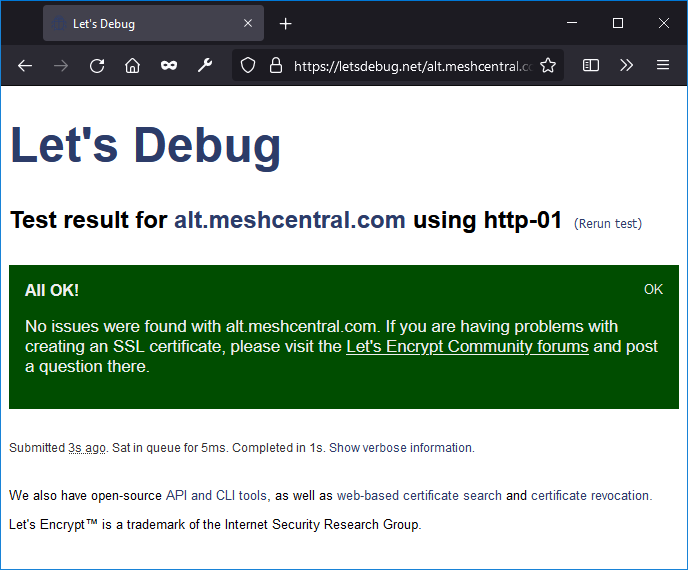 Let's Debug
https://letsdebug.net/alt.meshcentral.c
Let's Debug
Test result for alt.meshcentral.com using http-01 (Rerun test)
All OK! OK
No issues were found with alt.meshcentral.com. If you are having problems with
creating an SSL certificate, please visit the Let's Encrypt Community forums and post
a question there.
Submitted 3s ago. Sat in queue for 5ms. Completed in 1s. Show verbose information.
We also have open-source API and CLI tools, as well as web-based certificate search and certificate revocation.
Let's Encrypt™ is a trademark of the Internet Security Research Group.